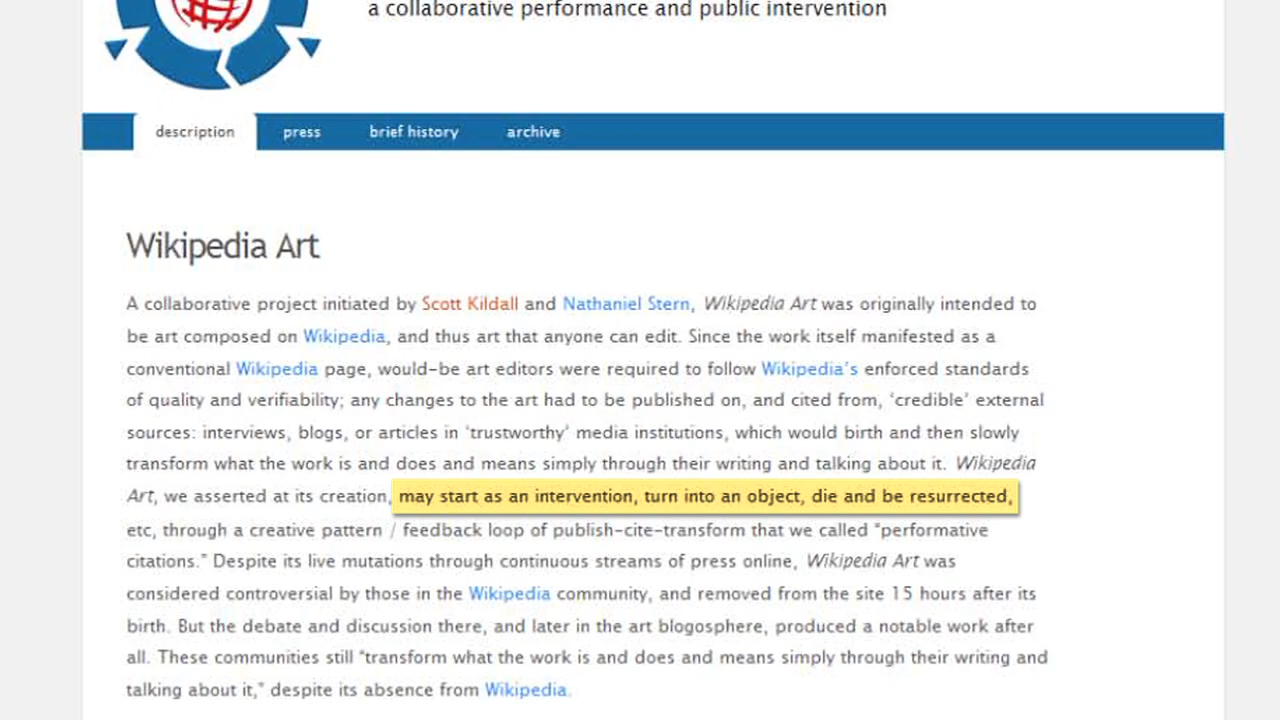 a collaborative performance and public intervention
description press brief history archive
Wikipedia Art
A collaborative project initiated by Scott Kildall and Nathaniel Stern, Wikipedia Art was originally intended to
be art composed on Wikipedia, and thus art that anyone can edit. Since the work itself manifested as a
conventional Wikipedia page, would-be art editors were required to follow Wikipedia's enforced standards
of quality and verifiability; any changes to the art had to be published on, and cited from, 'credible' external
sources: interviews, blogs, or articles in 'trustworthy' media institutions, which would birth and then slowly
transform what the work is and does and means simply through their writing and talking about it. Wikipedia
Art, we asserted at its creation, may start as an intervention, turn into an object, die and be resurrected,
etc, through a creative pattern / feedback loop of publish-cite-transform that we called "performative
citations." Despite its live mutations through continuous streams of press online, Wikipedia Art was
considered controversial by those in the Wikipedia community, and removed from the site 15 hours after its
birth. But the debate and discussion there, and later in the art blogosphere, produced a notable work after
all. These communities still "transform what the work is and does and means simply through their writing and
talking about it," despite its absence from Wikipedia.